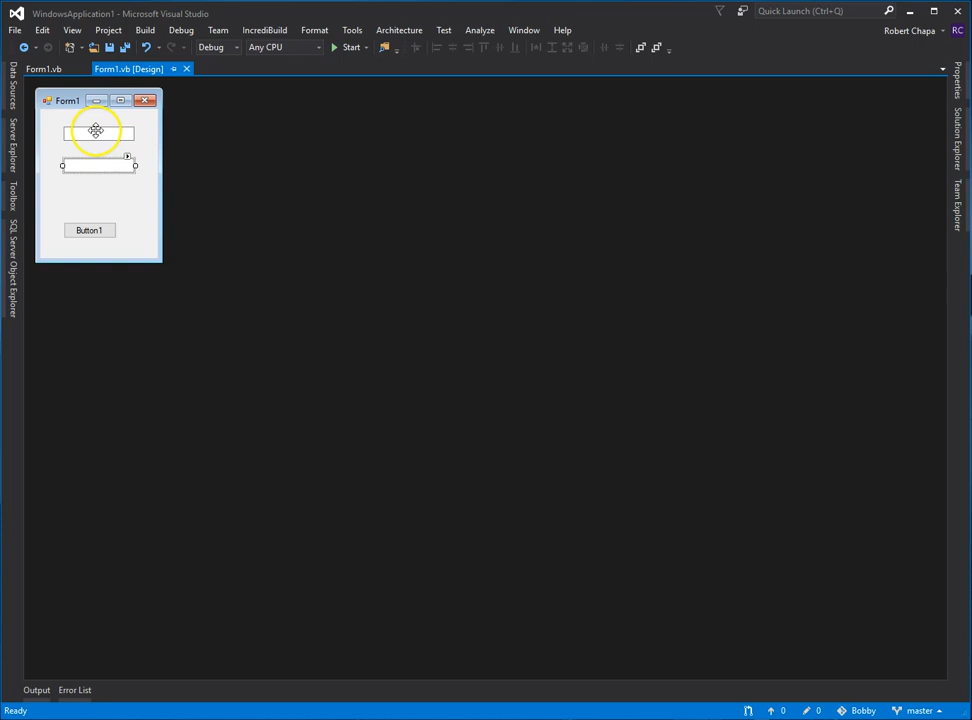 WindowsApplication1 - Microsoft Visual Studio
Quick Launch (Ctrl+Q)
File Edit View Project Build Debug Team IncrediBuild Format Tools Architecture Test Analyze Window Help
Robert Chapa RC
Debug Any CPU Start
Form1.vb Form1.vb [Design]
Data Sources
Server Explorer
Toolbox
SQL Server Object Explorer
Form1
Button1
Properties
Solution Explorer
Team Explorer
Output Error List
Ready 0 0 Bobby master